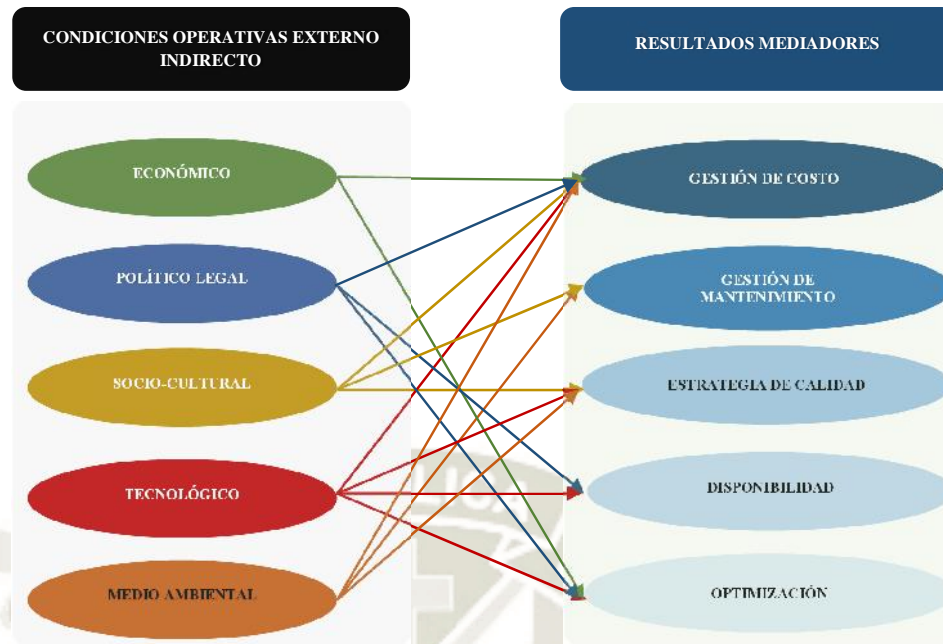 CONDICIONES OPERATIVAS EXTERNO
INDIRECTO
RESULTADOS MEDIADORES
ECONÓMICO
POLÍTICO LEGAL
SOCIO-CULTURAL
TECNOLÓGICO
MEDIO AMBIENTAL
GESTIÓN DE COSTO
GESTIÓN DE
MANTENIMIENTO
ESTRATEGIA DE CALIDAD
DISPONIBILIDAD
OPTIMIZACIÓN